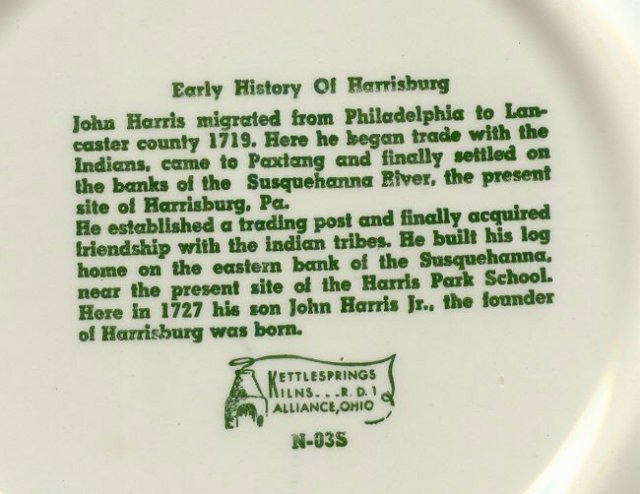 Early History Of Harrisburg
John Harris migrated from Philadelphia to Lan-
caster county 1719. Here he began trade with the
Indians, came to Paxtang and finally settled on
the banks of the Susquehanna River, the present
site of Harrisburg, Pa.
He established a trading post and finally acquired
friendship with the indian tribes. He built his log
home on the eastern bank of the Susquehanna,
near the present site of the Harris Park School.
Here in 1727 his son John Harris Jr., the founder
of Harrisburg was born.
KETTLESPRINGS
KILNS...R.D.1
ALLIANCE, OHIO
N-03S